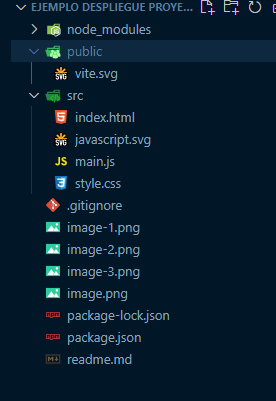 EJEMPLO DESPLIEGUE PROYE...
node_modules
public
vite.svg
src
index.html
javascript.svg
JS main.js
style.css
.gitignore
image-1.png
image-2.png
image-3.png
image.png
package-lock.json
package.json
readme.md